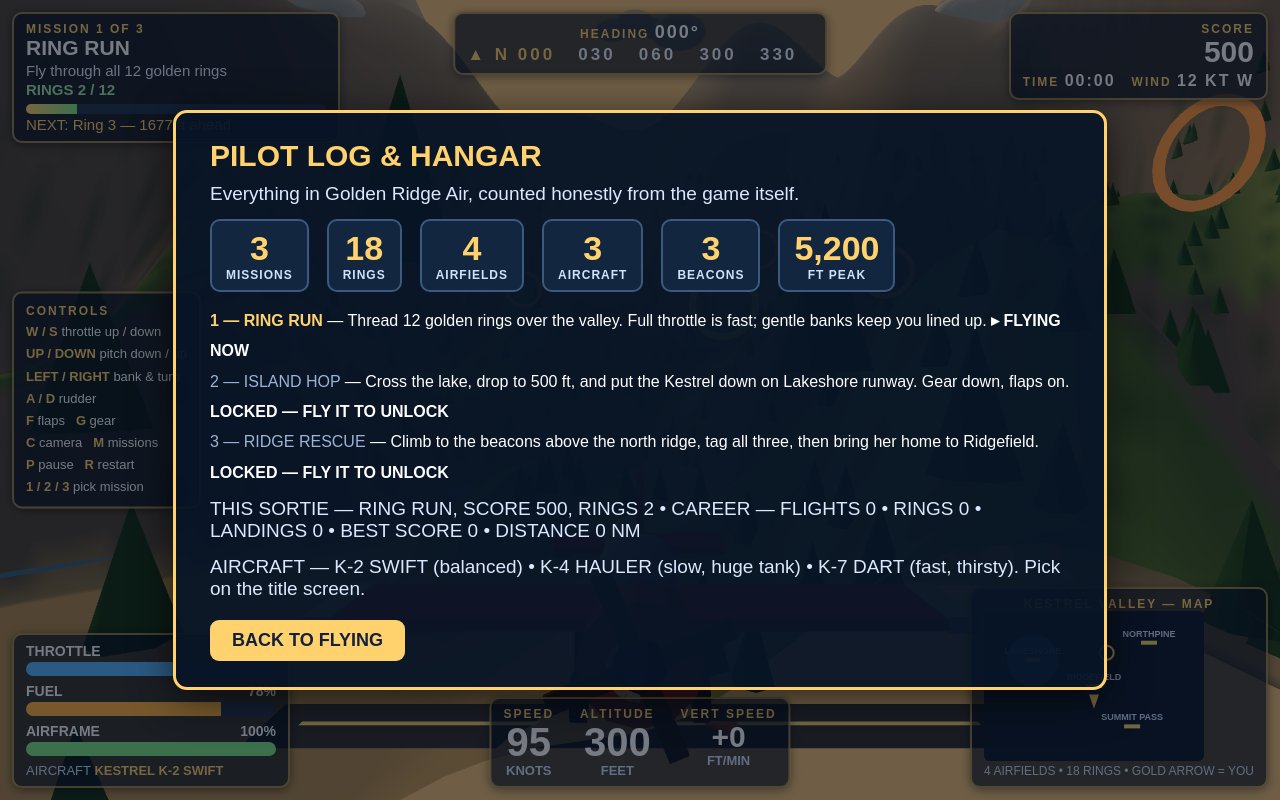 MISSION 1 OF 3
RING RUN
Fly through all 12 golden rings
RINGS 2 / 12
NEXT: Ring 3 — 1677 ahead
HEADING 000°
▲ N 000 030 060 300 330
SCORE
500
TIME 00:00 WIND 12 KT W
PILOT LOG & HANGAR
Everything in Golden Ridge Air, counted honestly from the game itself.
3 MISSIONS
18 RINGS
4 AIRFIELDS
3 AIRCRAFT
3 BEACONS
5,200 FT PEAK
1 — RING RUN — Thread 12 golden rings over the valley. Full throttle is fast; gentle banks keep you lined up. ▸ FLYING
NOW
2 — ISLAND HOP — Cross the lake, drop to 500 ft, and put the Kestrel down on Lakeshore runway. Gear down, flaps on.
LOCKED — FLY IT TO UNLOCK
3 — RIDGE RESCUE — Climb to the beacons above the north ridge, tag all three, then bring her home to Ridgefield.
LOCKED — FLY IT TO UNLOCK
THIS SORTIE — RING RUN, SCORE 500, RINGS 2 • CAREER — FLIGHTS 0 • RINGS 0 •
LANDINGS 0 • BEST SCORE 0 • DISTANCE 0 NM
AIRCRAFT — K-2 SWIFT (balanced) • K-4 HAULER (slow, huge tank) • K-7 DART (fast, thirsty). Pick
on the title screen.
BACK TO FLYING
CONTROLS
W / S throttle up / down
UP / DOWN pitch down / up
LEFT / RIGHT bank & turn
A / D rudder
F flaps G gear
C camera M missions
P pause R restart
1 / 2 / 3 pick mission
THROTTLE
FUEL 78%
AIRFRAME 100%
AIRCRAFT KESTREL K-2 SWIFT
SPEED
95
KNOTS
ALTITUDE
300
FEET
VERT SPEED
+0
FT/MIN
KESTREL VALLEY — MAP
NORTHPINE
LAKESHORE
RIDGEFIELD
SUMMIT PASS
4 AIRFIELDS • 18 RINGS • GOLD ARROW = YOU